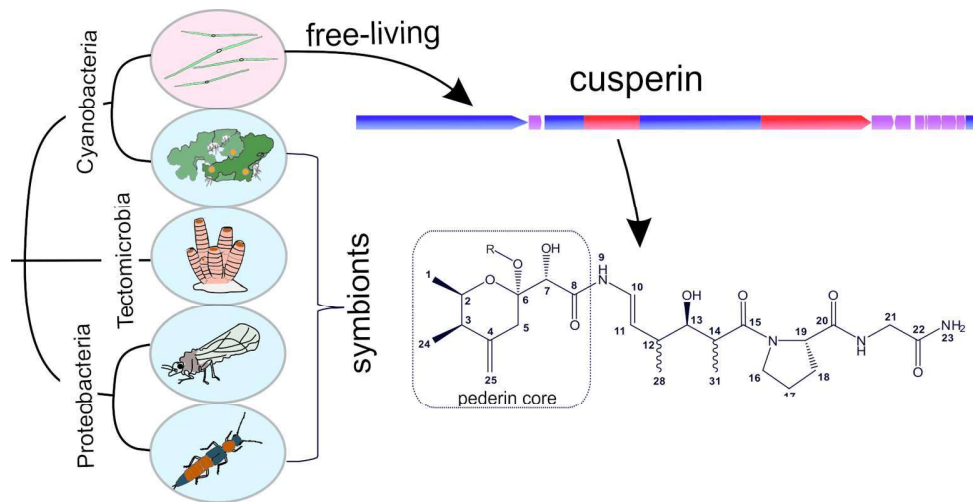 Cyanobacteria
Tectomicrobia
Proteobacteria
free-living
symbionts
cusperin
R
O
OH
1
O
2
3
4
5
6
7
8
O
24
25
pederin core
9
H
N
10
11
12
28
OH
13
14
31
O
15
N
16
17
18
19
O
20
N
H
21
22
O
NH2
23